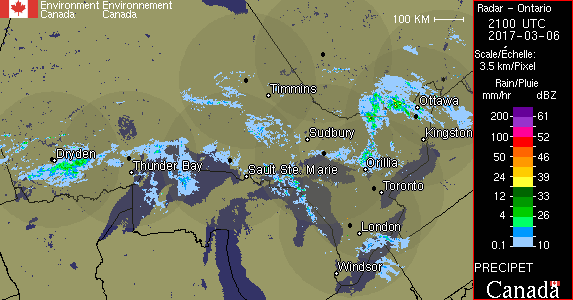 Environment Environnement
Canada Canada
100 KM
Timmins
Ottawa
Sudbury
Kingston
Dryden
Thunder Bay
Sault Ste. Marie
Orillia
Toronto
London
Windsor
Radar - Ontario
2100 UTC
2017-03-06
Scale/Échelle:
3.5 km/Pixel
Rain/Pluie
mm/hr dBZ
200 61
100 52
50 46
24 39
12 33
4 26
0.1 10
PRECIPET
Canada